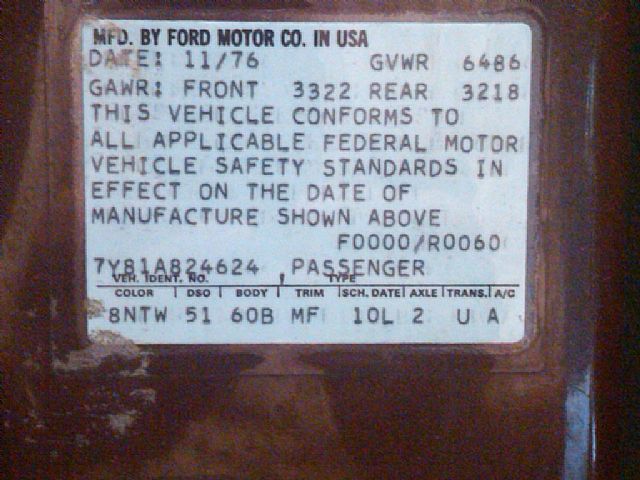 MFD. BY FORD MOTOR CO. IN USA
DATE: 11/76 GVWR 6486
GAWR: FRONT 3322 REAR 3218
THIS VEHICLE CONFORMS TO
ALL APPLICABLE FEDERAL MOTOR
VEHICLE SAFETY STANDARDS IN
EFFECT ON THE DATE OF
MANUFACTURE SHOWN ABOVE
F0000/R0060
7Y81A824624 , PASSENGER
VEH. IDENT. NO. TYPE
COLOR DSO BODY TRIM SCH. DATE AXLE TRANS. A/C
8NTW 51 60B MF 10L 2 U A